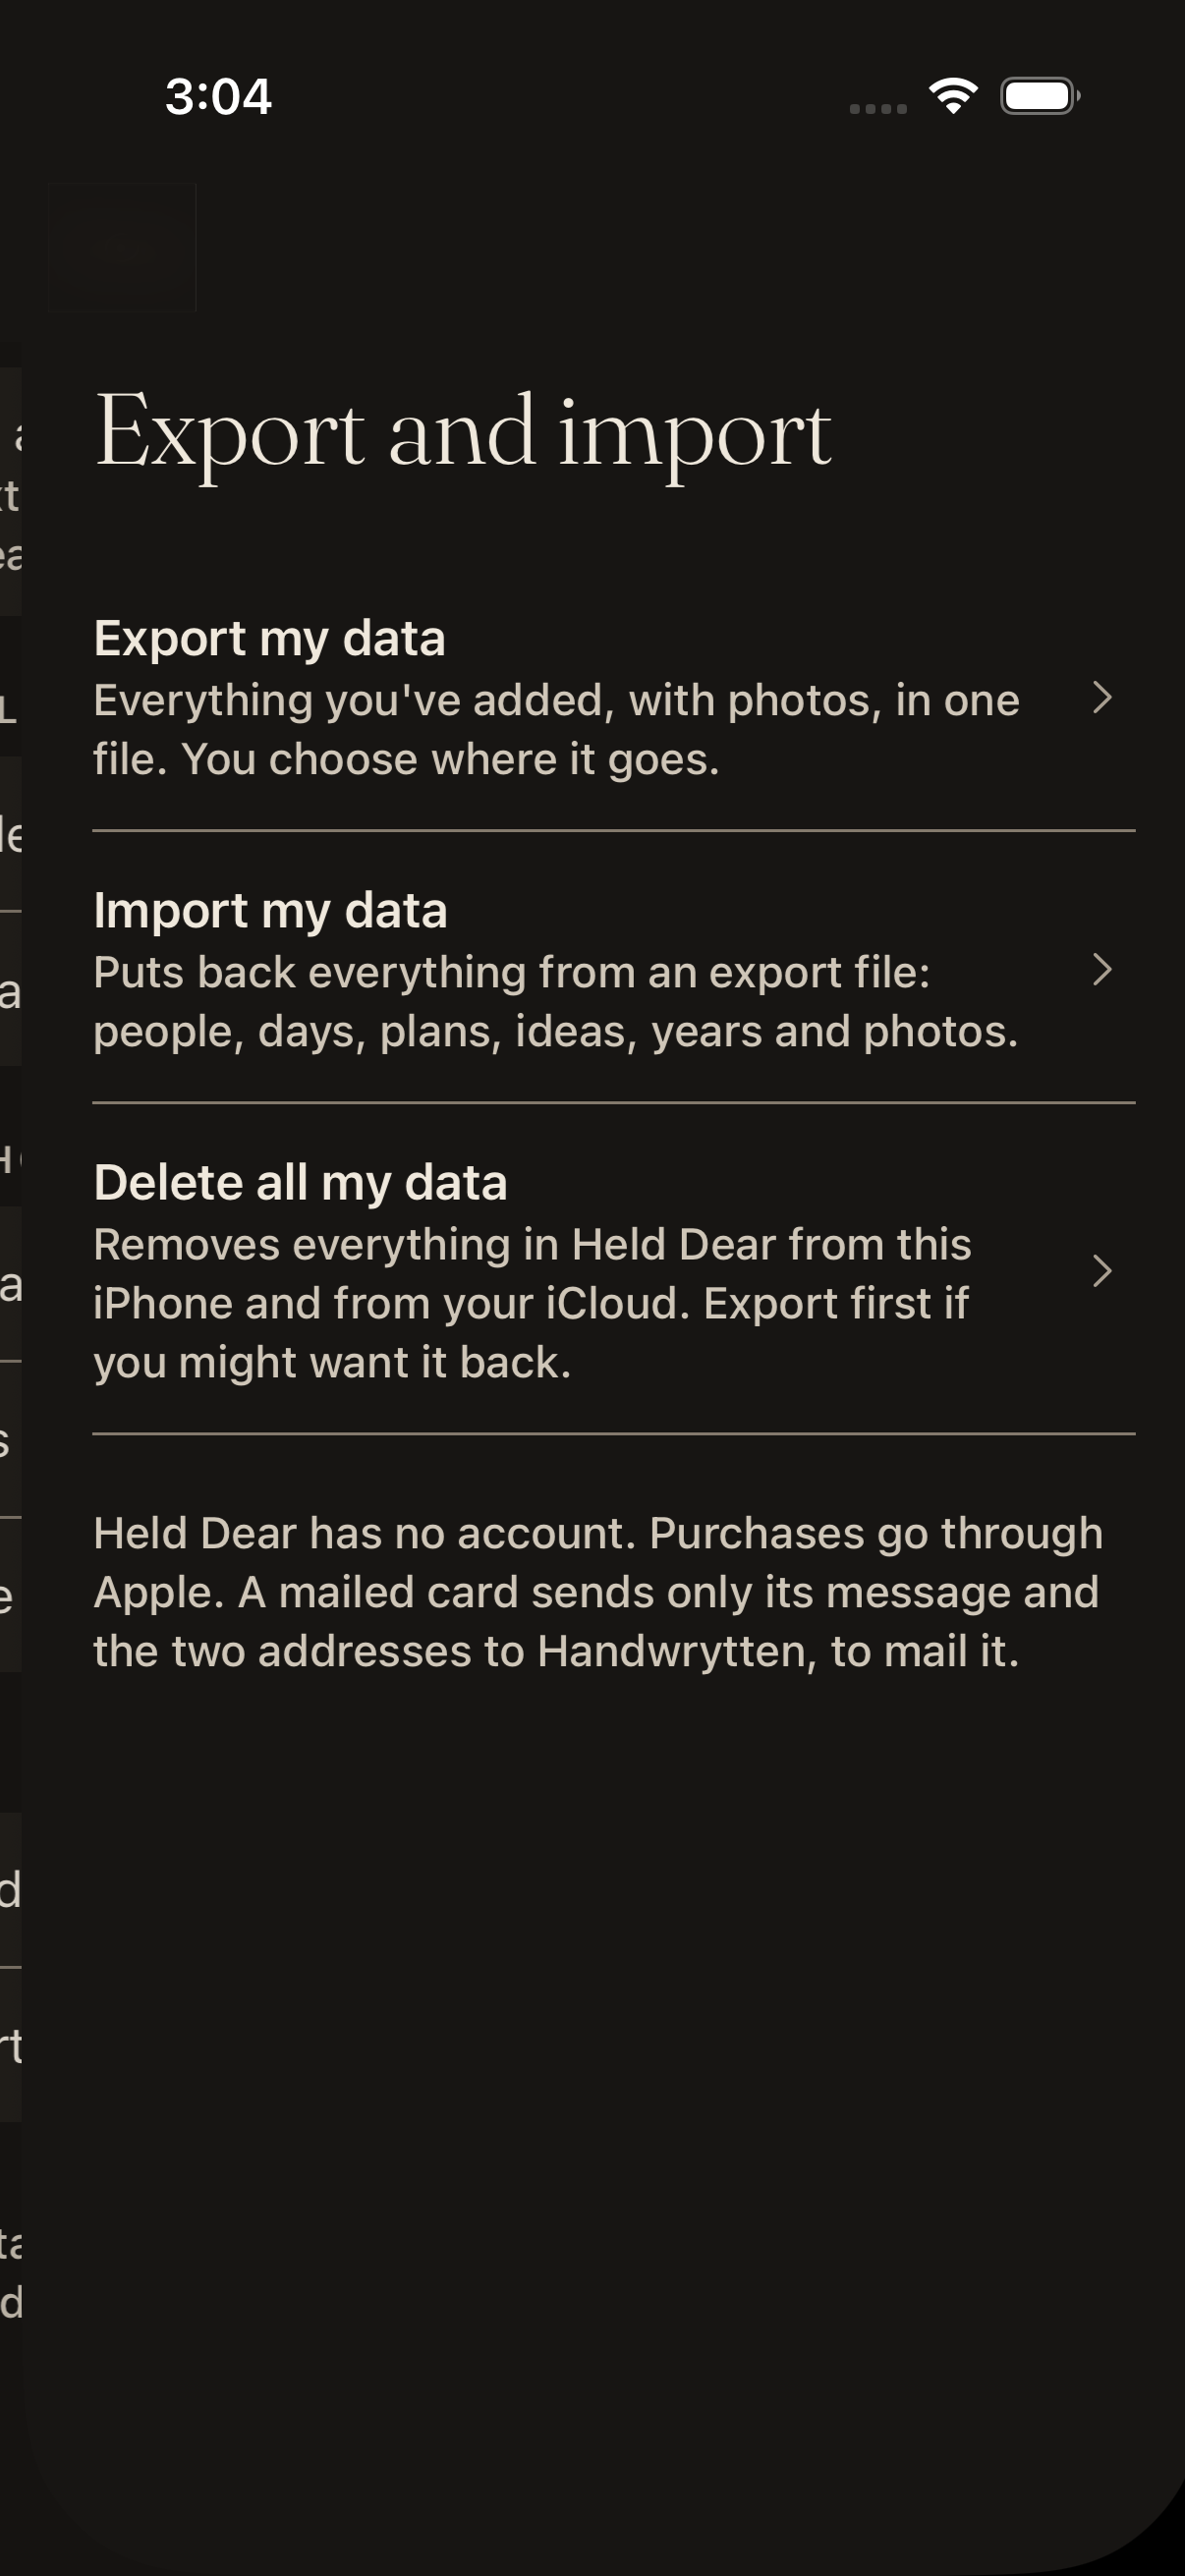 3:04
Export and import
Export my data
Everything you've added, with photos, in one
file. You choose where it goes.
Import my data
Puts back everything from an export file:
people, days, plans, ideas, years and photos.
Delete all my data
Removes everything in Held Dear from this
iPhone and from your iCloud. Export first if
you might want it back.
Held Dear has no account. Purchases go through
Apple. A mailed card sends only its message and
the two addresses to Handwrytten, to mail it.